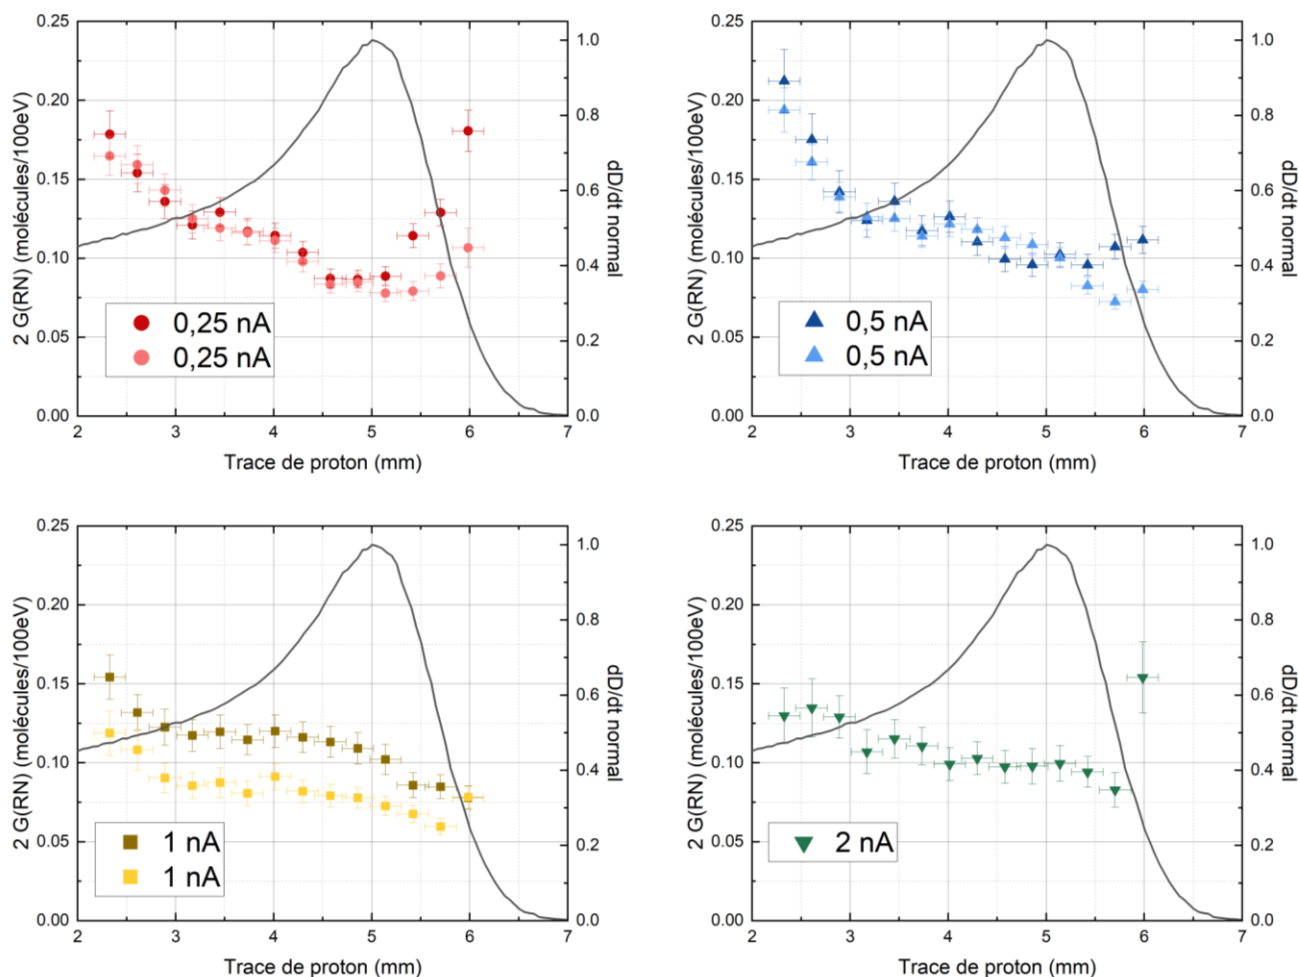 0.25
0.20
0.15
0.10
0.05
0.00
2 G(RN) (molécules/100eV)
1.0
0.8
0.6
0.4
0.2
0.0
dD/dt normal
0,25 nA
0,25 nA
2 3 4 5 6 7
Trace de proton (mm)
0.25
0.20
0.15
0.10
0.05
0.00
2 G(RN) (molécules/100eV)
1.0
0.8
0.6
0.4
0.2
0.0
dD/dt normal
0,5 nA
0,5 nA
2 3 4 5 6 7
Trace de proton (mm)
0.25
0.20
0.15
0.10
0.05
0.00
2 G(RN) (molécules/100eV)
1.0
0.8
0.6
0.4
0.2
0.0
dD/dt normal
1 nA
1 nA
2 3 4 5 6 7
Trace de proton (mm)
0.25
0.20
0.15
0.10
0.05
0.00
2 G(RN) (molécules/100eV)
1.0
0.8
0.6
0.4
0.2
0.0
dD/dt normal
2 nA
2 3 4 5 6 7
Trace de proton (mm)